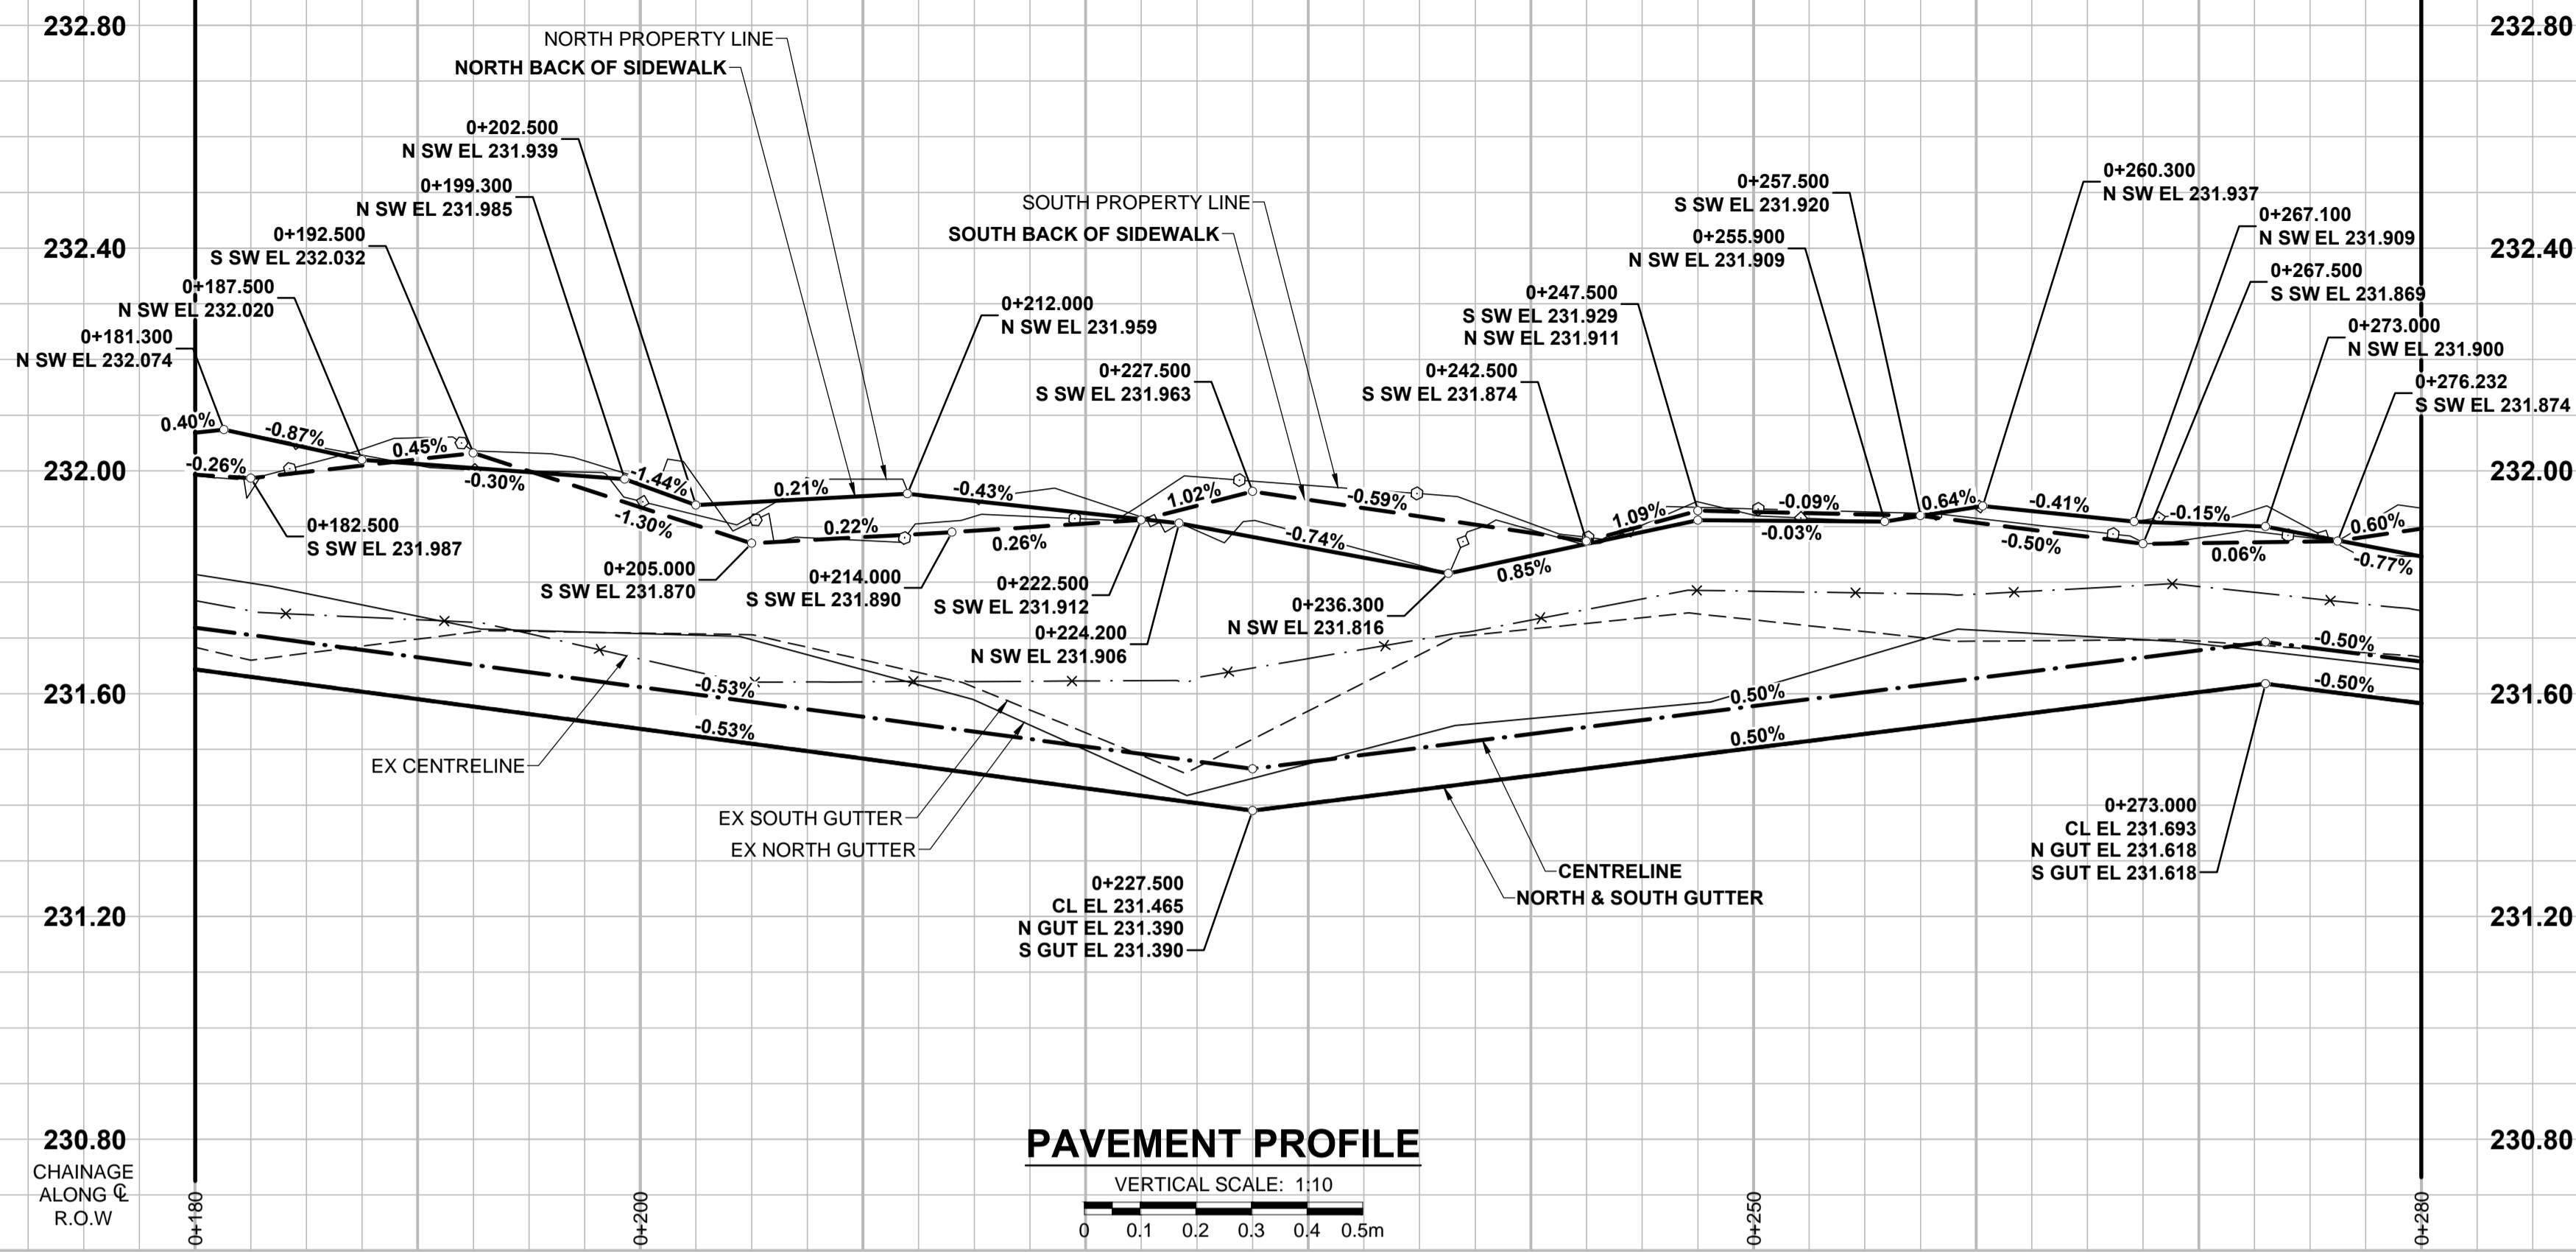 232.80
232.80
NORTH PROPERTY LINE
NORTH BACK OF SIDEWALK
0+202.500
N SW EL 231.939
0+199.300
N SW EL 231.985
0+192.500
S SW EL 232.032
0+187.500
N SW EL 232.020
0+181.300
N SW EL 232.074
232.40
232.40
SOUTH PROPERTY LINE
SOUTH BACK OF SIDEWALK
0+212.000
N SW EL 231.959
0+227.500
S SW EL 231.963
0+257.500
S SW EL 231.920
0+255.900
N SW EL 231.909
0+247.500
S SW EL 231.929
N SW EL 231.911
0+242.500
S SW EL 231.874
0+260.300
N SW EL 231.937
0+267.100
N SW EL 231.909
0+267.500
S SW EL 231.869
0+273.000
N SW EL 231.900
0+276.232
S SW EL 231.874
0.40%
-0.87%
0.45%
-0.26%
-0.30%
-1.44%
-1.30%
0.21%
0.22%
-0.43%
0.26%
1.02%
-0.59%
-0.74%
0.85%
1.09%
-0.09%
-0.03%
0.64%
-0.41%
-0.50%
-0.15%
0.06%
0.60%
-0.77%
232.00
232.00
0+182.500
S SW EL 231.987
0+205.000
S SW EL 231.870
0+214.000
S SW EL 231.890
0+222.500
S SW EL 231.912
0+224.200
N SW EL 231.906
0+236.300
N SW EL 231.816
-0.53%
-0.53%
0.50%
0.50%
-0.50%
-0.50%
231.60
231.60
EX CENTRELINE
EX SOUTH GUTTER
EX NORTH GUTTER
0+227.500
CL EL 231.465
N GUT EL 231.390
S GUT EL 231.390
CENTRELINE
NORTH & SOUTH GUTTER
0+273.000
CL EL 231.693
N GUT EL 231.618
S GUT EL 231.618
231.20
231.20
230.80
230.80
CHAINAGE
ALONG ℄
R.O.W
PAVEMENT PROFILE
VERTICAL SCALE: 1:10
0 0.1 0.2 0.3 0.4 0.5m
0+180
0+200
0+250
0+280